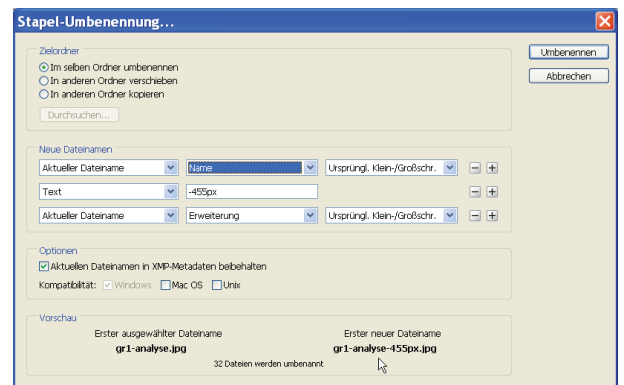 Stapel-Umbenennung...
Zielordner
Im selben Ordner umbenennen
In anderen Ordner verschieben
In anderen Ordner kopieren
Durchsuchen...
Umbenennen
Abbrechen
Neue Dateinamen
Aktueller Dateiname Name Ursprüngl. Klein-/Großschr.
Text -455px
Aktueller Dateiname Erweiterung Ursprüngl. Klein-/Großschr.
Optionen
Aktuellen Dateinamen in XMP-Metadaten beibehalten
Kompatibilität: Windows Mac OS Unix
Vorschau
Erster ausgewählter Dateiname Erster neuer Dateiname
gr1-analyse.jpg gr1-analyse-455px.jpg
32 Dateien werden umbenannt